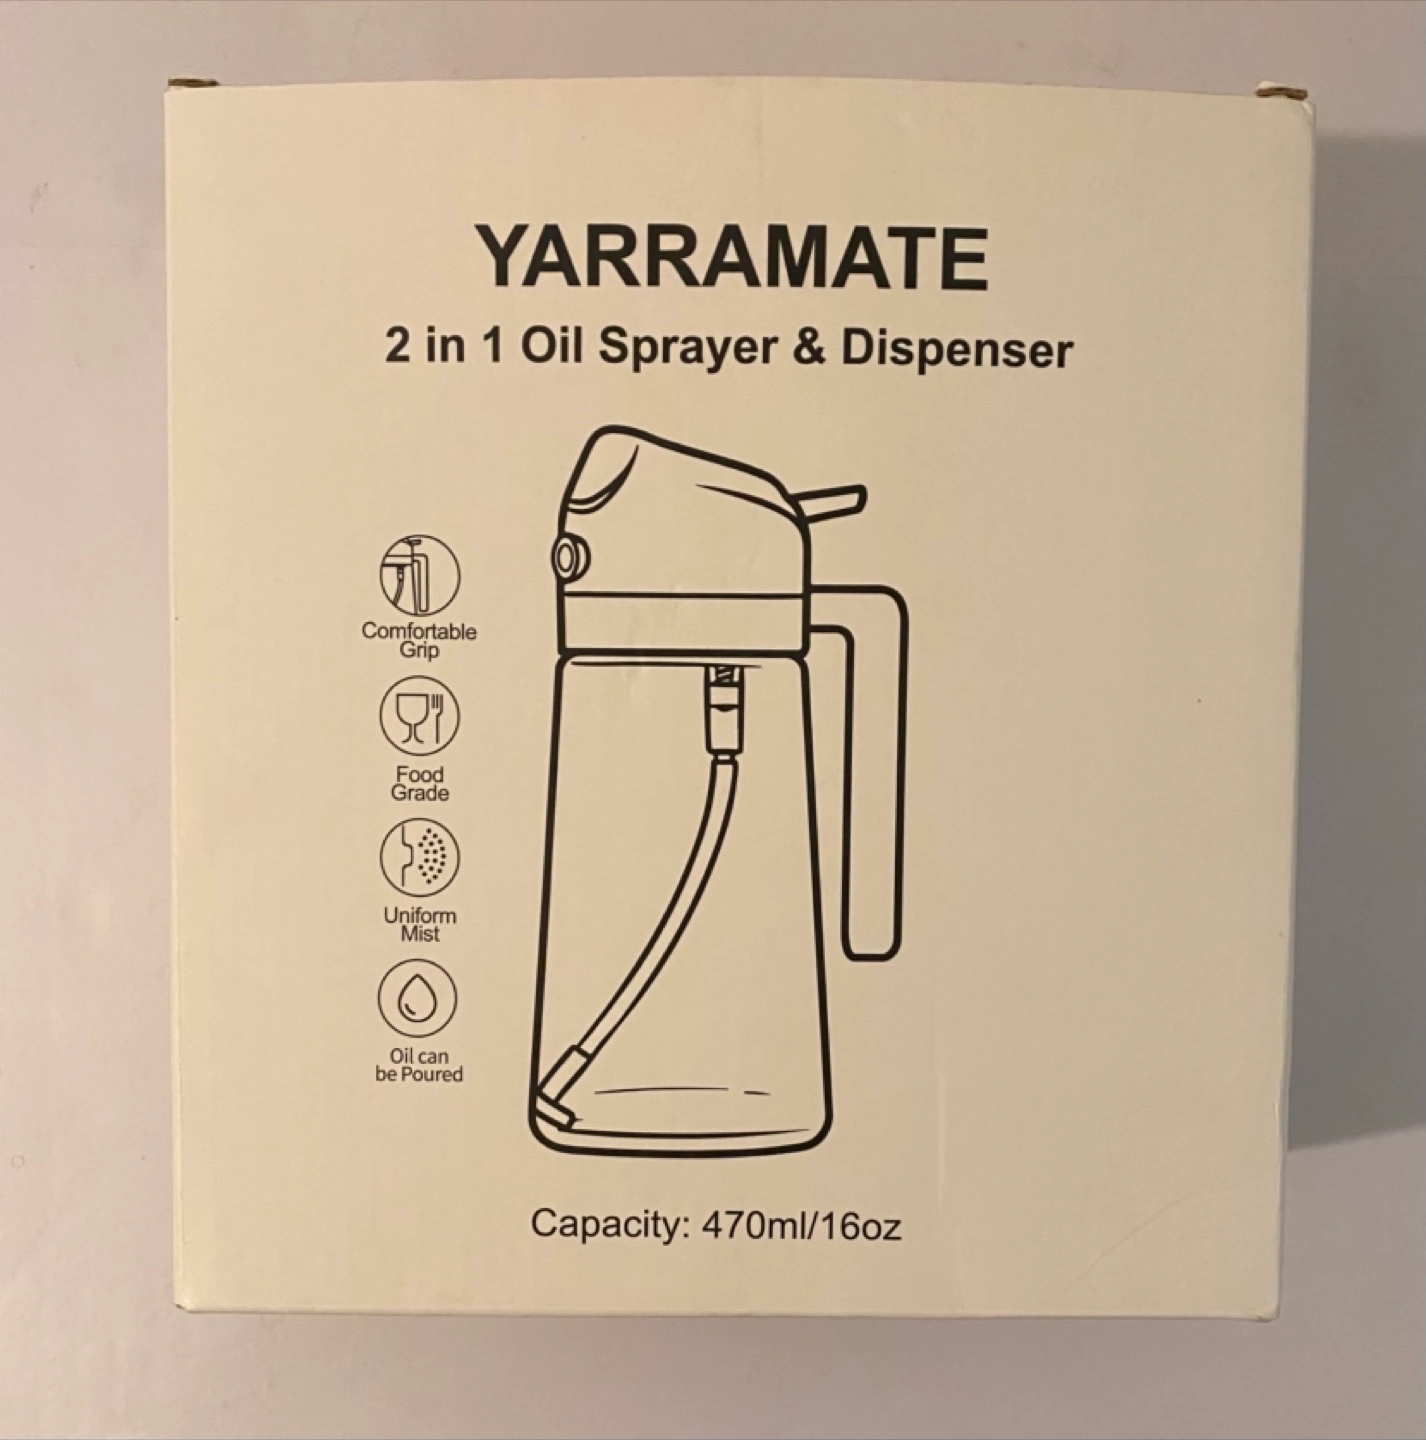 YARRAMATE
2 in 1 Oil Sprayer & Dispenser
Comfortable
Grip
Food
Grade
Uniform
Mist
Oil can
be Poured
Capacity: 470ml/16oz